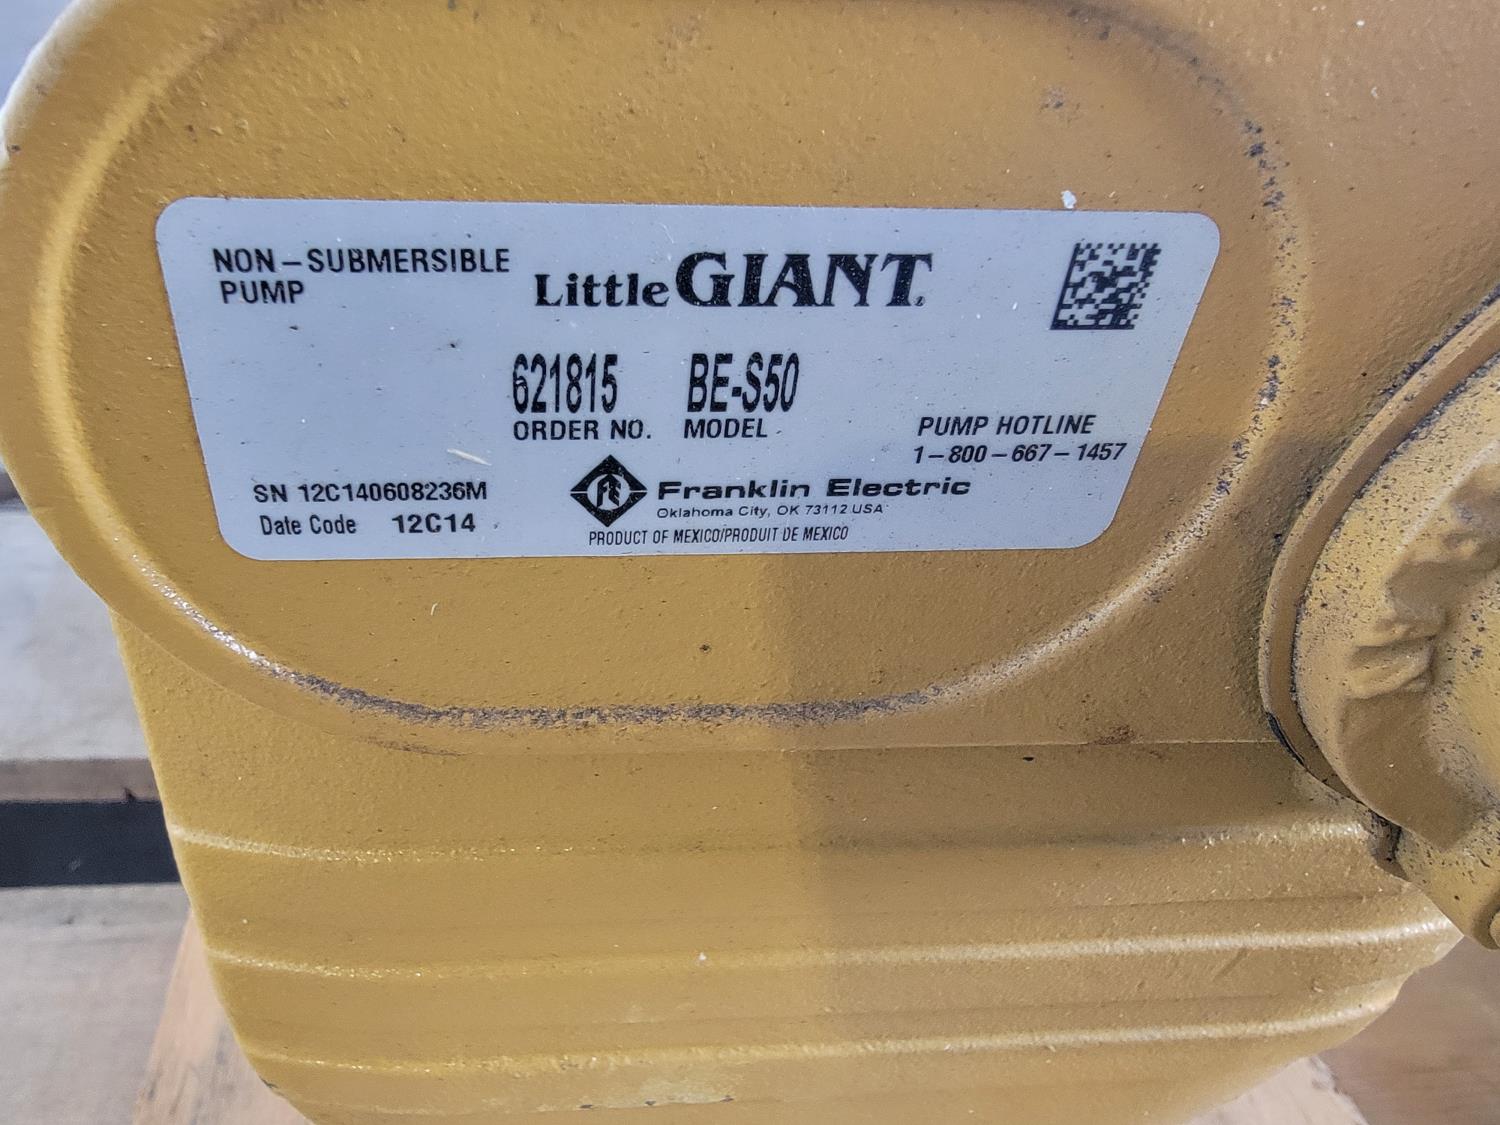 NON-SUBMERSIBLE
PUMP
Little GIANT.
621815 BE-S50
ORDER NO. MODEL
PUMP HOTLINE
1-800-667-1457
SN 12C140608236M
Date Code 12C14
FE Franklin Electric
Oklahoma City, OK 73112 USA
PRODUCT OF MEXICO/PRODUIT DE MEXICO